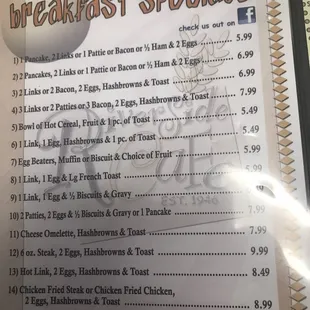 breakfast Specials
check us out on f
1) 1 Pancake, 2 Links or 1 Pattie or Bacon or ½ Ham & 2 Eggs 5.99
2) 2 Pancakes, 2 Links or 1 Pattie or Bacon or ½ Ham & 2 Eggs 6.99
3) 2 Links or 2 Bacon, 2 Eggs, Hashbrowns & Toast 6.99
4) 3 Links or 2 Patties or 3 Bacon, 2 Eggs, Hashbrowns & Toast 7.99
5) Bowl of Hot Cereal, Fruit & 1 pc. of Toast 5.49
6) 1 Link, 1 Egg, Hashbrowns & 1 pc. of Toast 5.49
7) Egg Beaters, Muffin or Biscuit & Choice of Fruit 5.99
8) 1 Link, 1 Egg & Lg French Toast
9) 1 Link, 1 Egg & ½ Biscuits & Gravy
EST. 1946
10) 2 Patties, 2 Eggs & ½ Biscuits & Gravy or 1 Pancake 7.99
11) Cheese Omelette, Hashbrowns & Toast 7.99
12) 6 oz. Steak, 2 Eggs, Hashbrowns & Toast 9.99
13) Hot Link, 2 Eggs, Hashbrowns & Toast 8.49
14) Chicken Fried Steak or Chicken Fried Chicken,
2 Eggs, Hashbrowns & Toast 8.99